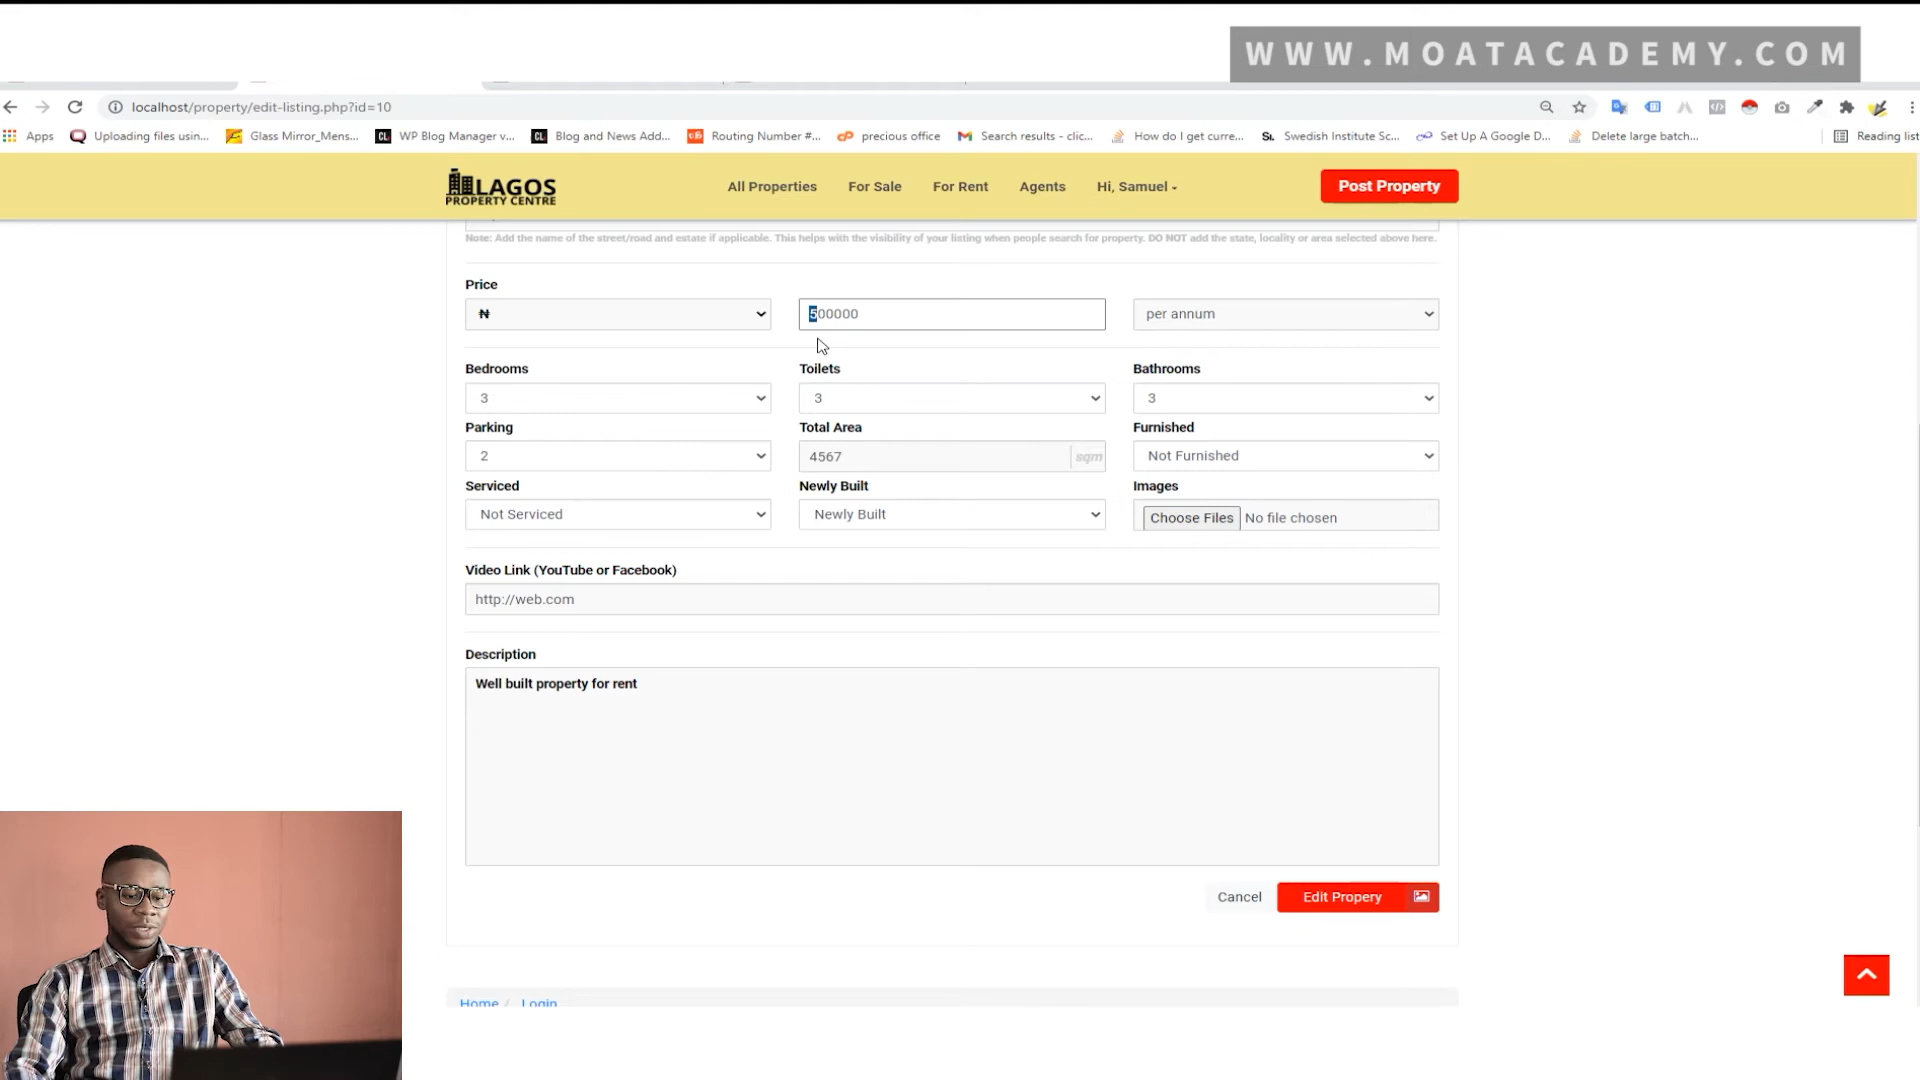 WWW.MOATACADEMY.COM
localhost/property/edit-listing.php?id=10
Apps Uploading files usin... Glass Mirror_Mens... WP Blog Manager v... Blog and News Add... Routing Number #... precious office Search results - clic... How do I get curre... Swedish Institute Sc... Set Up A Google D... Delete large batch... Reading list
LAGOS
PROPERTY CENTRE
All Properties For Sale For Rent Agents Hi, Samuel Post Property
Note: Add the name of the street/road and estate if applicable. This helps with the visibility of your listing when people search for property. DO NOT add the state, locality or area selected above here.
Price
₦ 500000 per annum
Bedrooms Toilets Bathrooms
3 3 3
Parking Total Area Furnished
2 4567 sqm Not Furnished
Serviced Newly Built Images
Not Serviced Newly Built Choose Files No file chosen
Video Link (YouTube or Facebook)
http://web.com
Description
Well built property for rent
Cancel Edit Propery
Home / Login